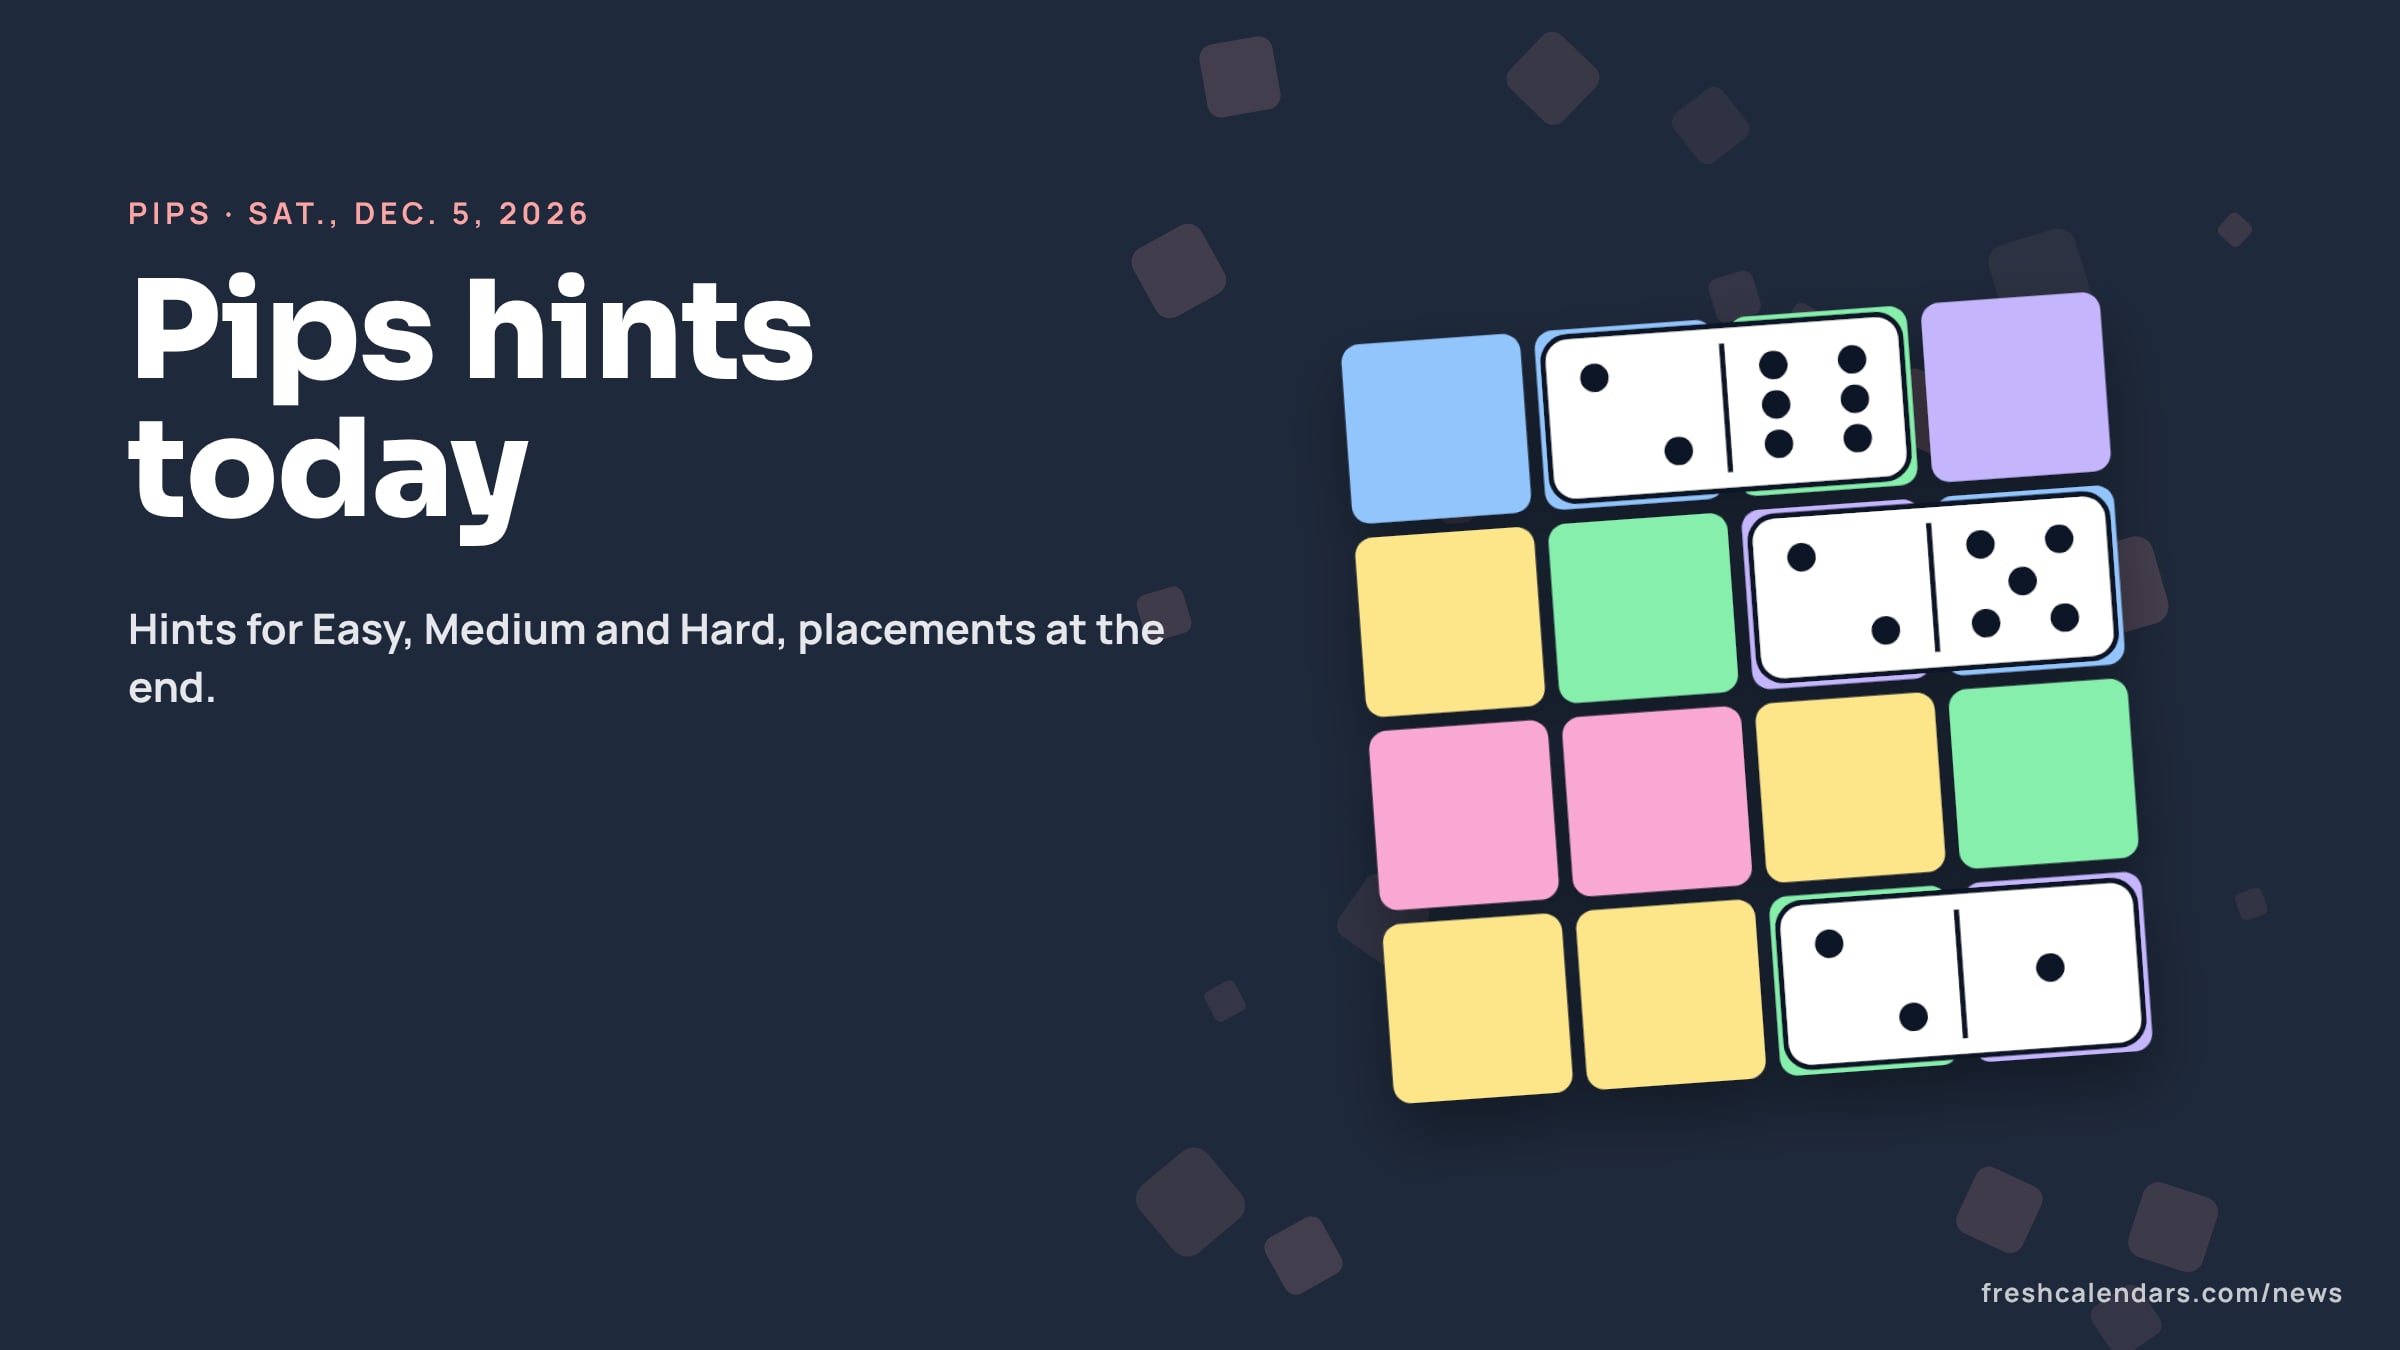 PIPS · SAT., DEC. 5, 2026
Pips hints
today
Hints for Easy, Medium and Hard, placements at the
end.
freshcalendars.com/news